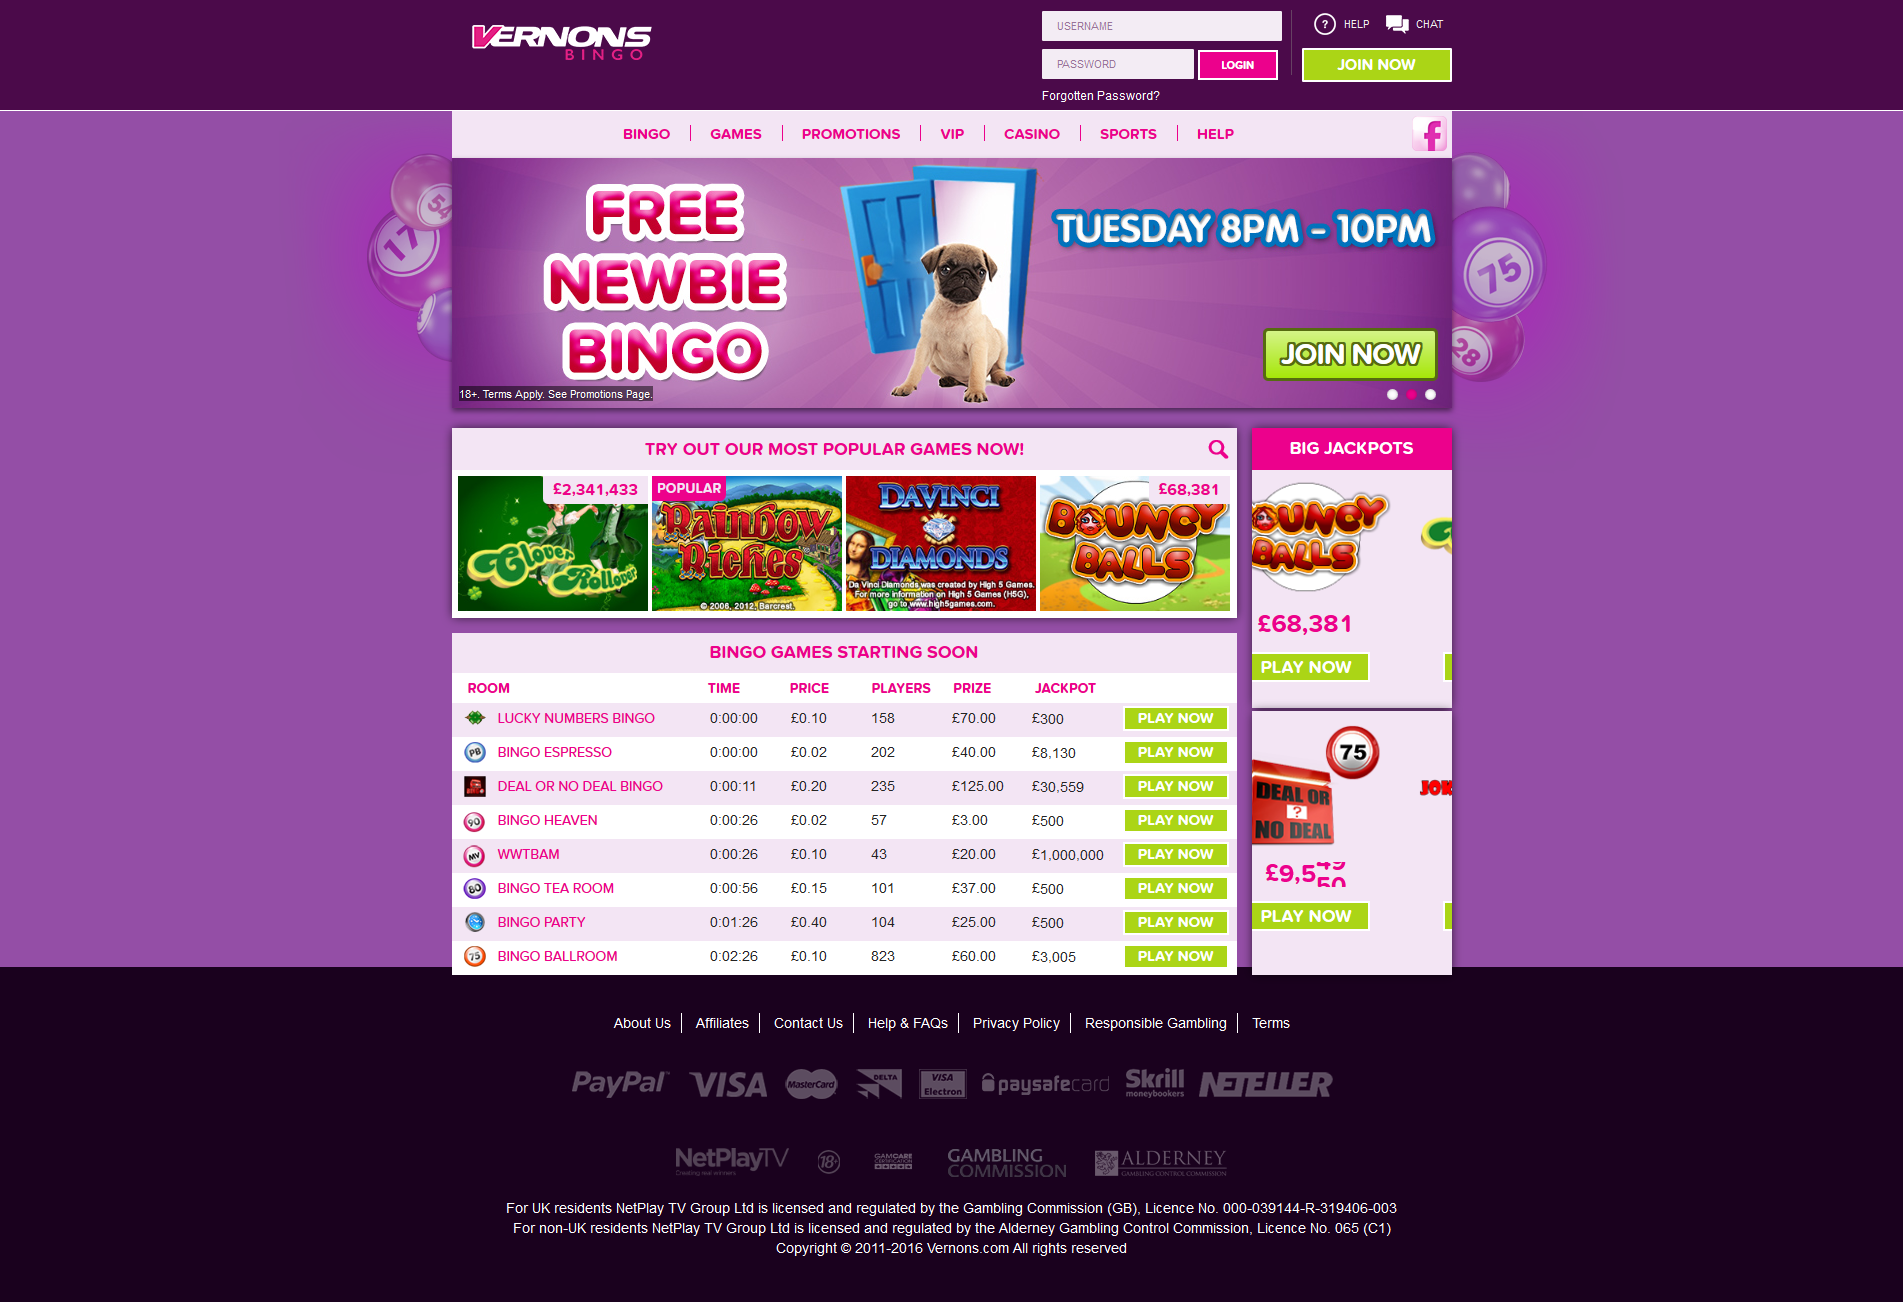 VERNONS
BINGO
USERNAME
PASSWORD
LOGIN
Forgotten Password?
? HELP
CHAT
JOIN NOW
BINGO
GAMES
PROMOTIONS
VIP
CASINO
SPORTS
HELP
f
54
17
75
28
FREE
NEWBIE
BINGO
TUESDAY 8PM - 10PM
JOIN NOW
18+. Terms Apply. See Promotions Page.
TRY OUT OUR MOST POPULAR GAMES NOW!
£2,341,433
Clover
Rollover
POPULAR
Rainbow
Riches
© 2006, 2012, Barcrest.
DAVINCI
DIAMONDS
Da Vinci Diamonds was created by High 5 Games.
For more information on High 5 Games (H5G),
go to www.high5games.com.
£68,381
BOUNCY
BALLS
BIG JACKPOTS
OUNCY
BALLS
£68,381
PLAY NOW
75
DEAL OR
?
NO DEAL
JOK
£9,5
PLAY NOW
BINGO GAMES STARTING SOON
ROOM TIME PRICE PLAYERS PRIZE JACKPOT
LUCKY NUMBERS BINGO 0:00:00 £0.10 158 £70.00 £300 PLAY NOW
PB BINGO ESPRESSO 0:00:00 £0.02 202 £40.00 £8,130 PLAY NOW
DEAL OR NO DEAL BINGO 0:00:11 £0.20 235 £125.00 £30,559 PLAY NOW
90 BINGO HEAVEN 0:00:26 £0.02 57 £3.00 £500 PLAY NOW
MV WWTBAM 0:00:26 £0.10 43 £20.00 £1,000,000 PLAY NOW
80 BINGO TEA ROOM 0:00:56 £0.15 101 £37.00 £500 PLAY NOW
BINGO PARTY 0:01:26 £0.40 104 £25.00 £500 PLAY NOW
75 BINGO BALLROOM 0:02:26 £0.10 823 £60.00 £3,005 PLAY NOW
About Us
Affiliates
Contact Us
Help & FAQs
Privacy Policy
Responsible Gambling
Terms
PayPal
VISA
MasterCard
DELTA
VISA
Electron
paysafecard
Skrill
moneybookers
NETELLER
NetPlayTV
Creating real winners
18+
GAMCARE
CERTIFICATION
GAMBLING
COMMISSION
ALDERNEY
GAMBLING CONTROL COMMISSION
For UK residents NetPlay TV Group Ltd is licensed and regulated by the Gambling Commission (GB), Licence No. 000-039144-R-319406-003
For non-UK residents NetPlay TV Group Ltd is licensed and regulated by the Alderney Gambling Control Commission, Licence No. 065 (C1)
Copyright © 2011-2016 Vernons.com All rights reserved